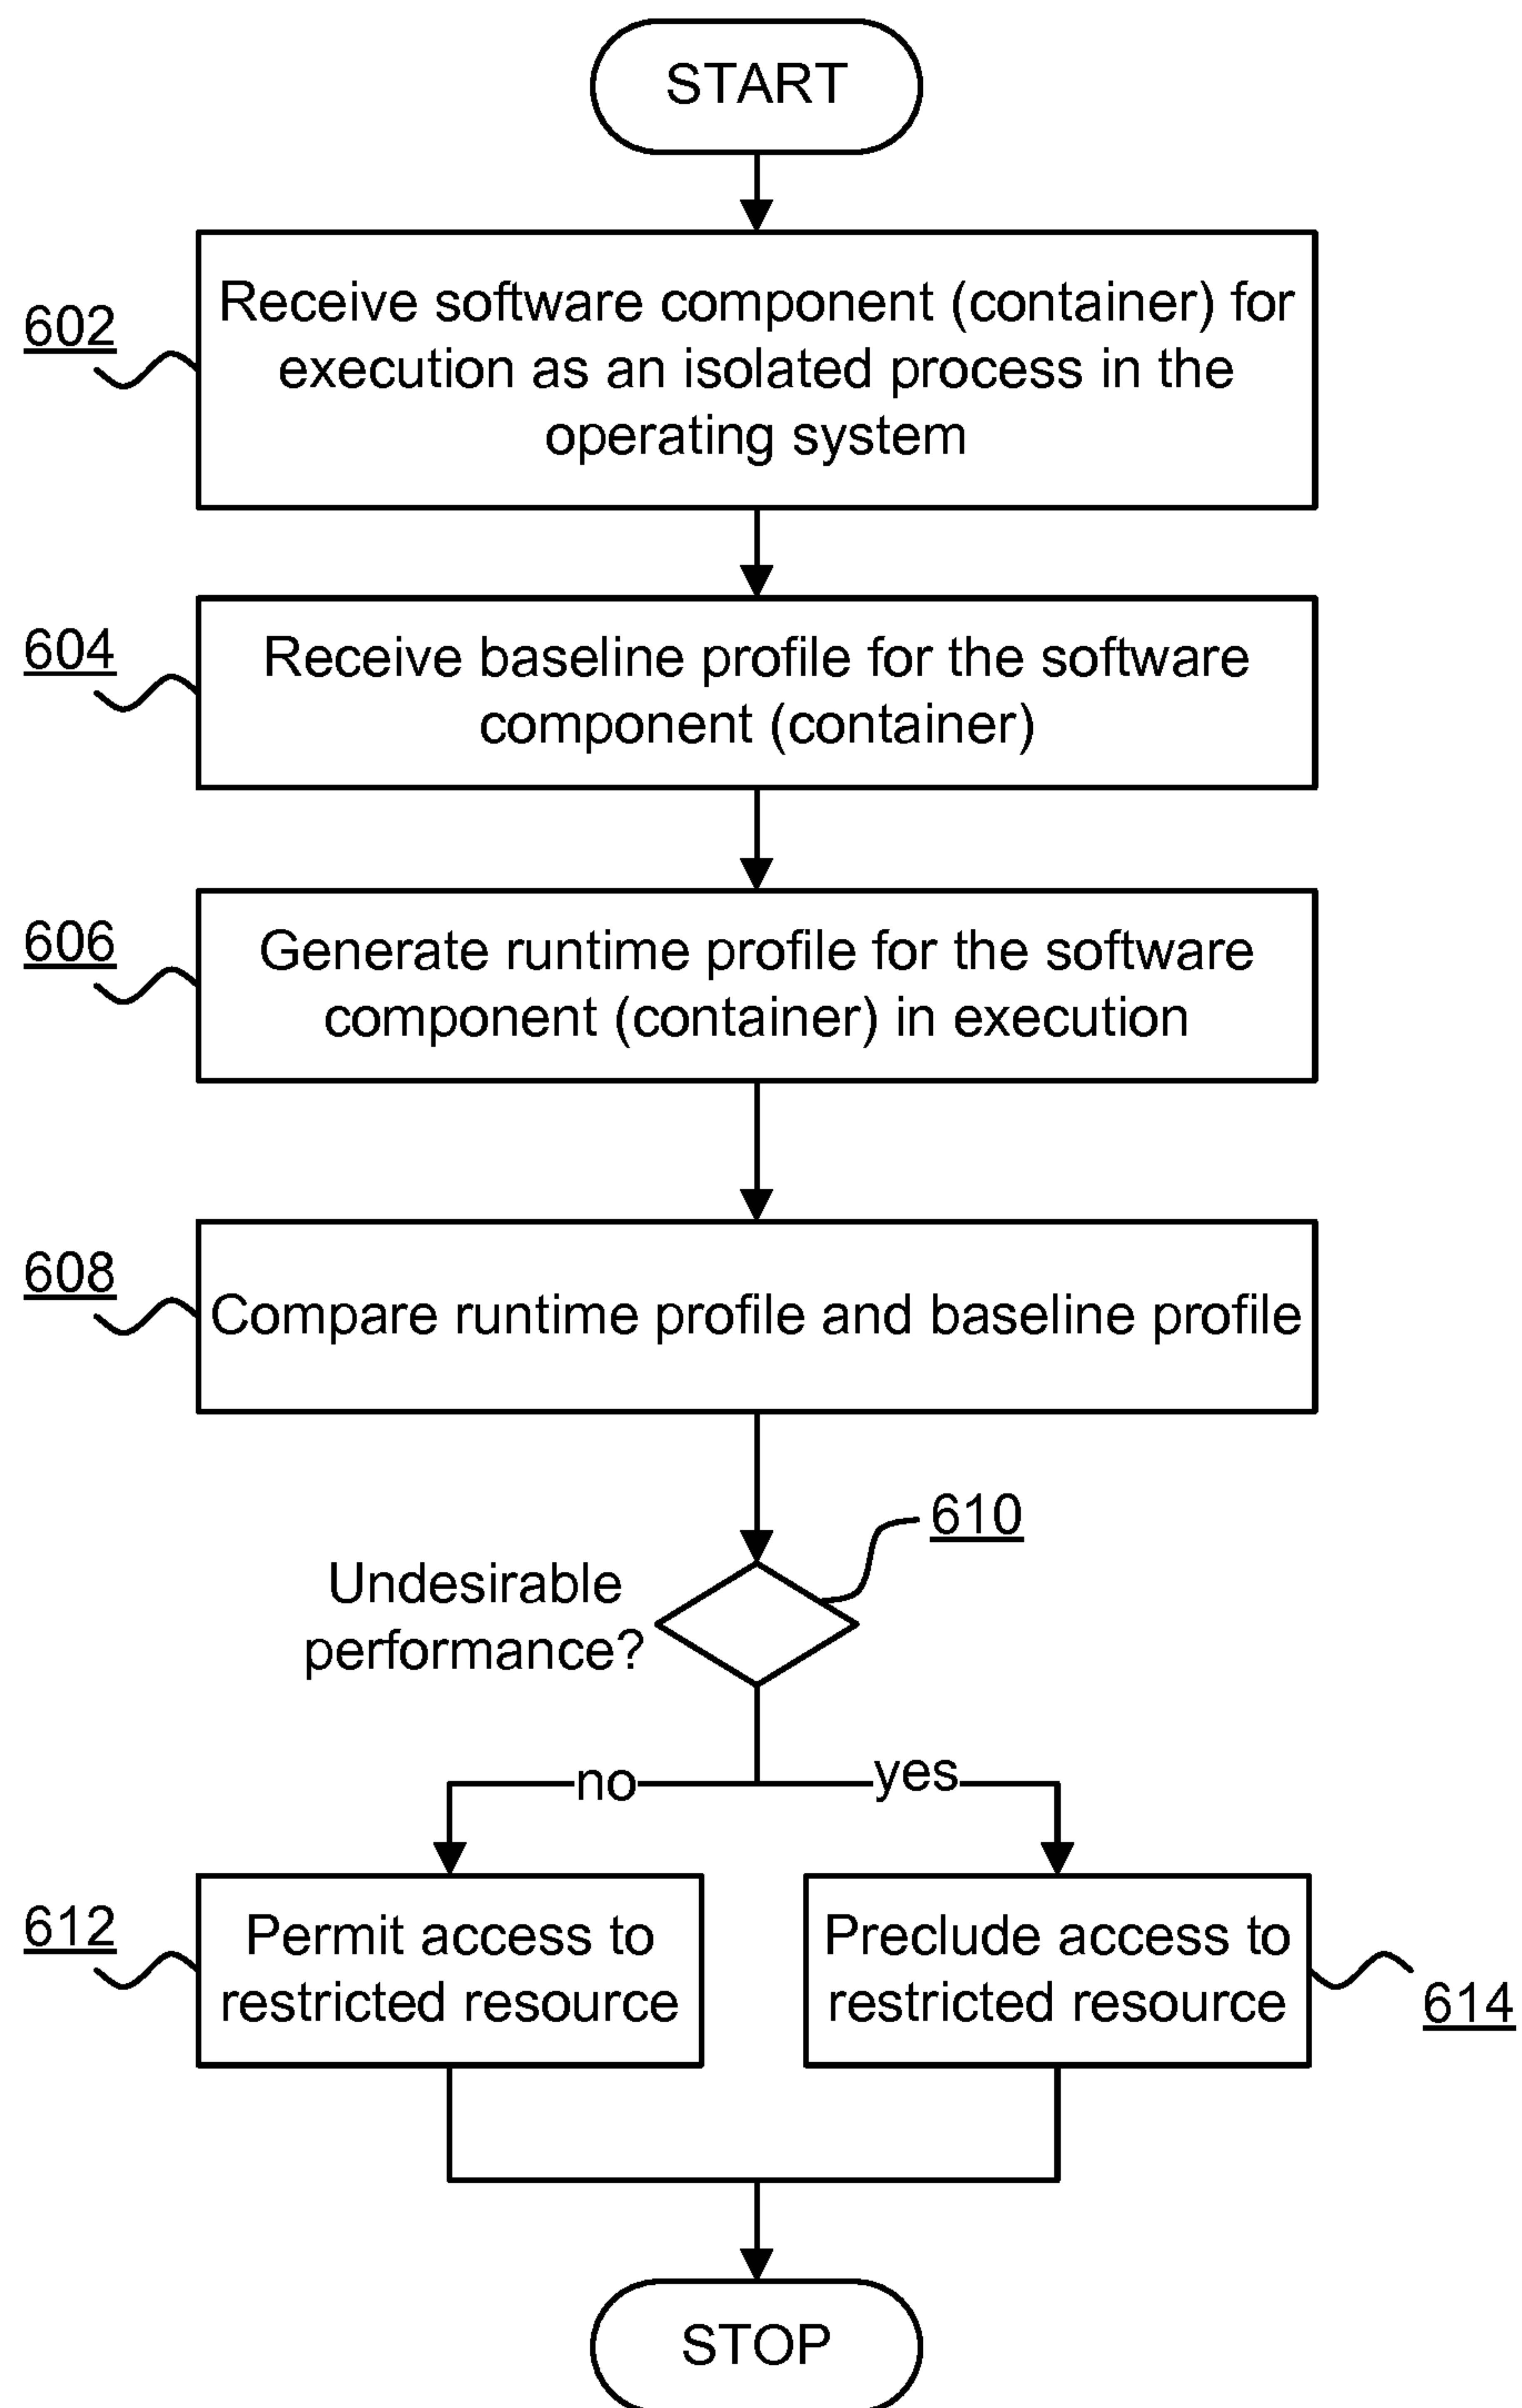 START
602
Receive software component (container) for
execution as an isolated process in the
operating system
604
Receive baseline profile for the software
component (container)
606
Generate runtime profile for the software
component (container) in execution
608
Compare runtime profile and baseline profile
610
Undesirable
performance?
no
yes
612
Permit access to
restricted resource
Preclude access to
restricted resource
614
STOP